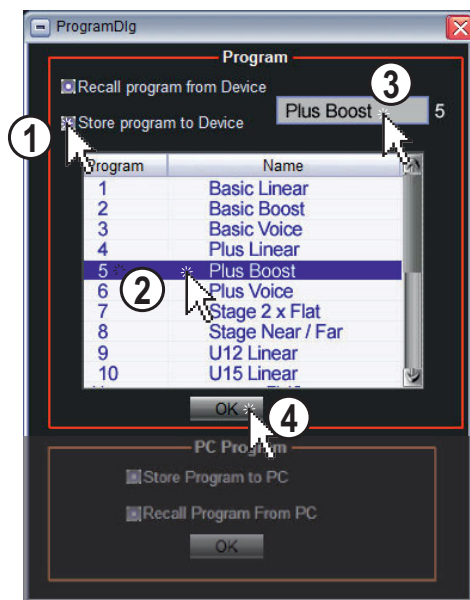 ProgramDlg
Program
Recall program from Device
3
Plus Boost 5
1 Store program to Device
Program Name
1 Basic Linear
2 Basic Boost
3 Basic Voice
4 Plus Linear
5 Plus Boost
2
6 Plus Voice
7 Stage 2 x Flat
8 Stage Near / Far
9 U12 Linear
10 U15 Linear
OK 4
PC Program
Store Program to PC
Recall Program From PC
OK